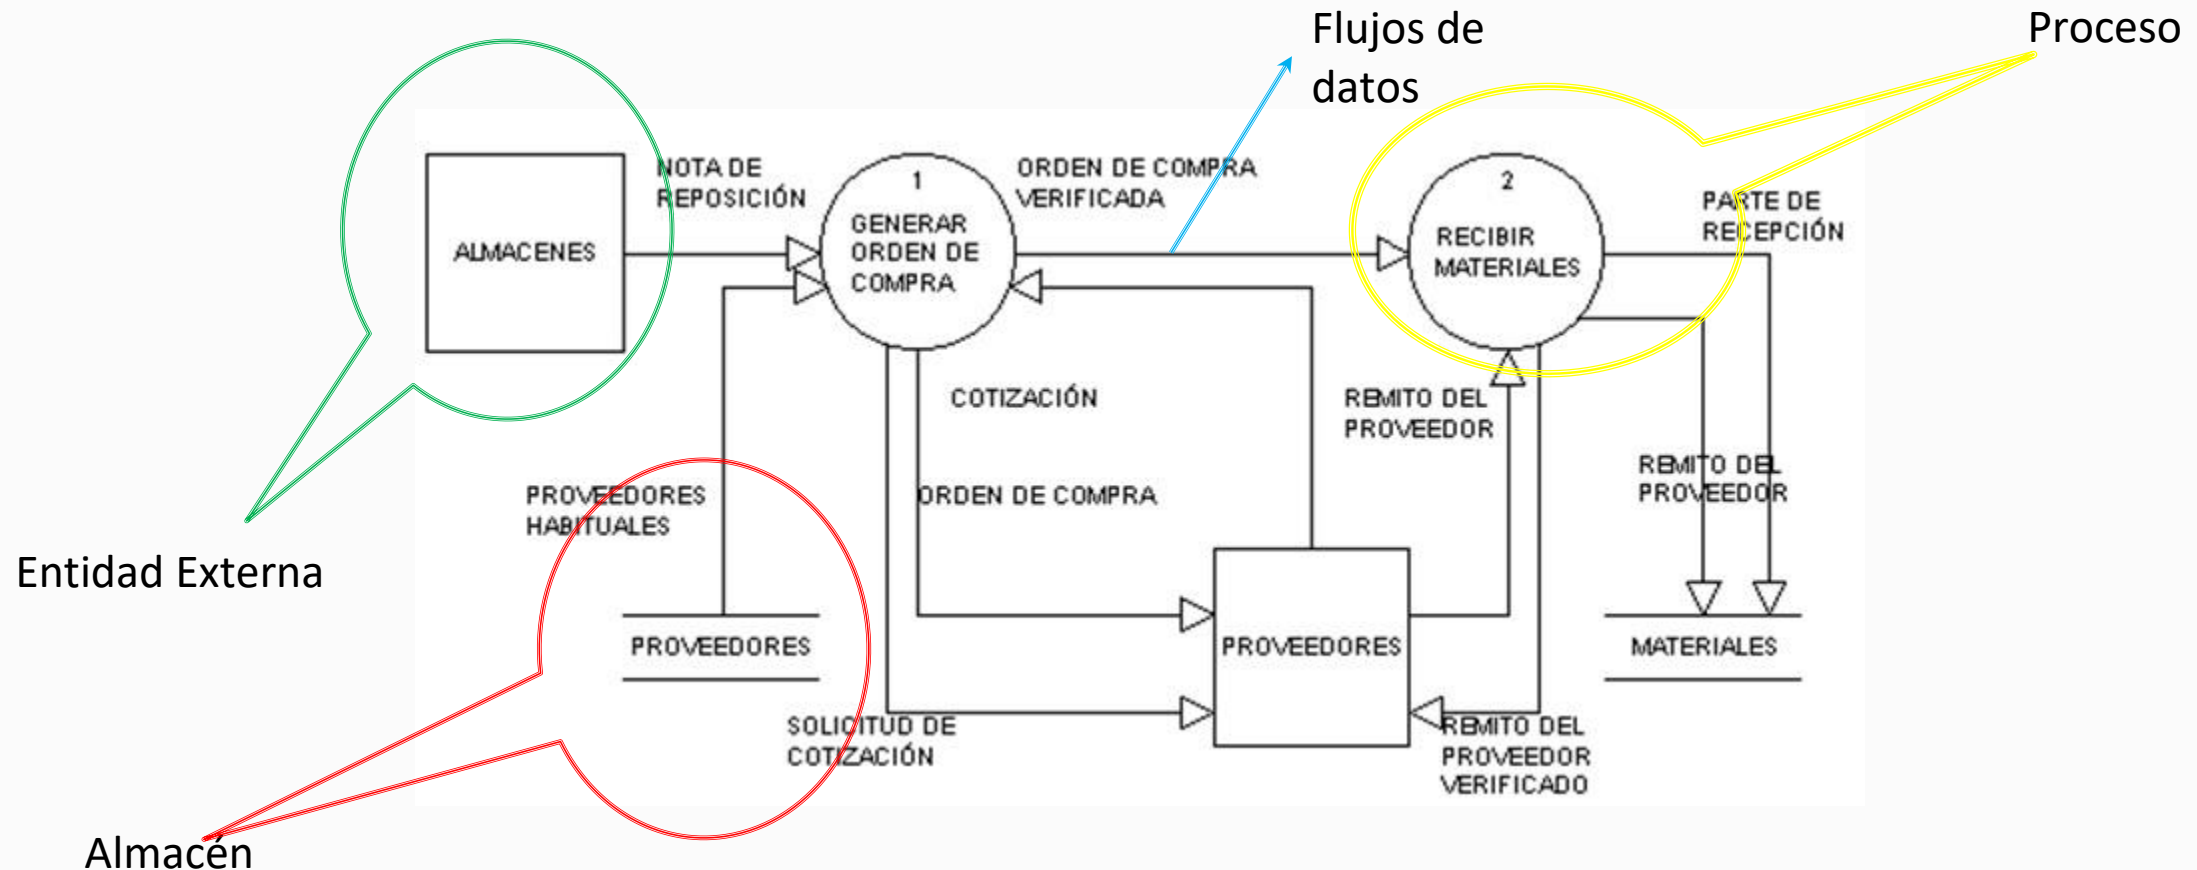 Flujos de
datos
Proceso
NOTA DE
REPOSICIÓN
1
GENERAR
ORDEN DE
COMPRA
ORDEN DE COMPRA
VERIFICADA
2
RECIBIR
MATERIALES
PARTE DE
RECEPCIÓN
ALMACENES
COTIZACIÓN
REMITO DEL
PROVEEDOR
PROVEEDORES
HABITUALES
ORDEN DE COMPRA
REMITO DEL
PROVEEDOR
Entidad Externa
PROVEEDORES
PROVEEDORES
MATERIALES
SOLICITUD DE
COTIZACIÓN
REMITO DEL
PROVEEDOR
VERIFICADO
Almacén